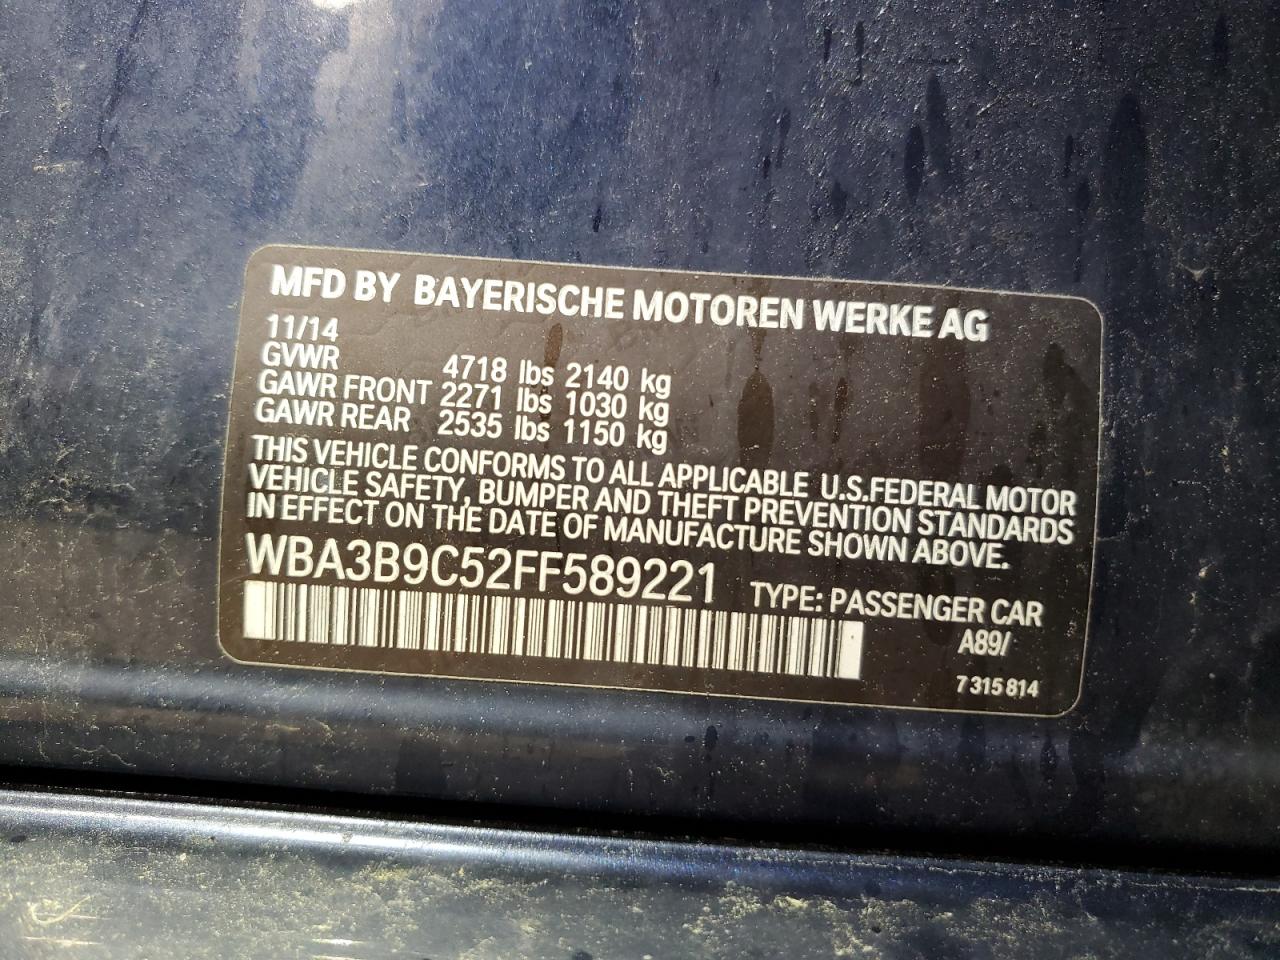 MFD BY BAYERISCHE MOTOREN WERKE AG
11/14
GVWR 4718 lbs 2140 kg
GAWR FRONT 2271 lbs 1030 kg
GAWR REAR 2535 lbs 1150 kg
THIS VEHICLE CONFORMS TO ALL APPLICABLE U.S.FEDERAL MOTOR
VEHICLE SAFETY, BUMPER AND THEFT PREVENTION STANDARDS
IN EFFECT ON THE DATE OF MANUFACTURE SHOWN ABOVE.
WBA3B9C52FF589221 TYPE: PASSENGER CAR
A89/
7 315 814